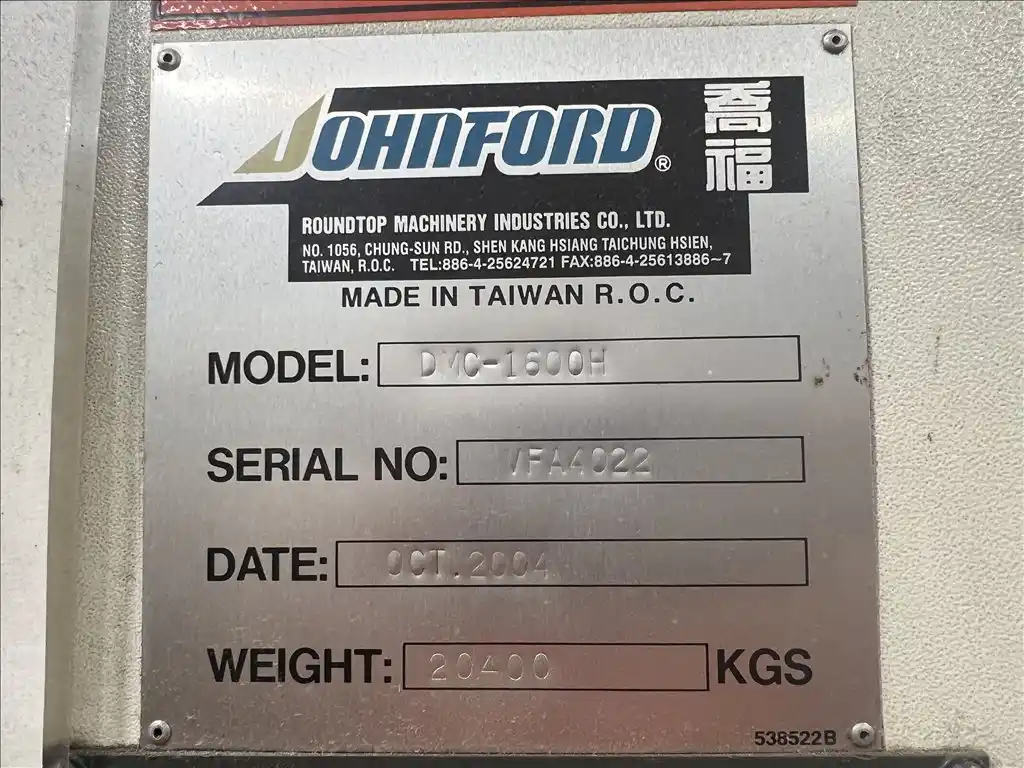 JOHNFORD®
喬福
ROUNDTOP MACHINERY INDUSTRIES CO., LTD.
NO. 1056, CHUNG-SUN RD., SHEN KANG HSIANG TAICHUNG HSIEN,
TAIWAN, R.O.C. TEL:886-4-25624721 FAX:886-4-25613886~7
MADE IN TAIWAN R.O.C.
MODEL: DMC-1600H
SERIAL NO: VFA4022
DATE: OCT.2004
WEIGHT: 20400 KGS
538522B